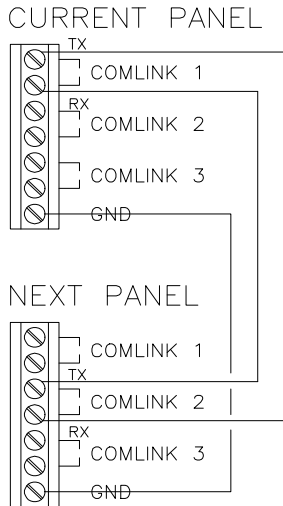 CURRENT PANEL
TX
COMLINK 1
RX
COMLINK 2
COMLINK 3
GND
NEXT PANEL
COMLINK 1
TX
COMLINK 2
RX
COMLINK 3
GND